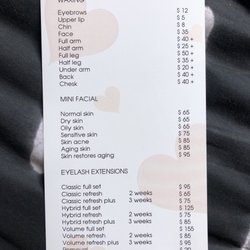 WAXING
Eyebrows $ 12
Upper lip $ 5
Chin $ 8
Face $ 35
Full arm $ 40 +
Half arm $ 25 +
Full leg $ 50 +
Half leg $ 35 +
Under arm $ 20 +
Back $ 40 +
Chesk $ 40 +
MINI FACIAL
Normal skin $ 65
Dry skin $ 65
Oily skin $ 65
Sensitive skin $ 75
Skin acne $ 85
Aging skin $ 85
Skin restores aging $ 95
EYELASH EXTENSIONS
Classic full set $ 95
Classic refresh 2 weeks $ 65
Classic refresh plus 3 weeks $ 75
Hybrid full set $ 125
Hybrid refresh 2 weeks $ 75
Hybrid refresh plus 3 weeks $ 85
Volume full set $ 155
Volume refresh 2 weeks $ 85
Volume refresh plus 3 weeks $ 95
Removal $ 20